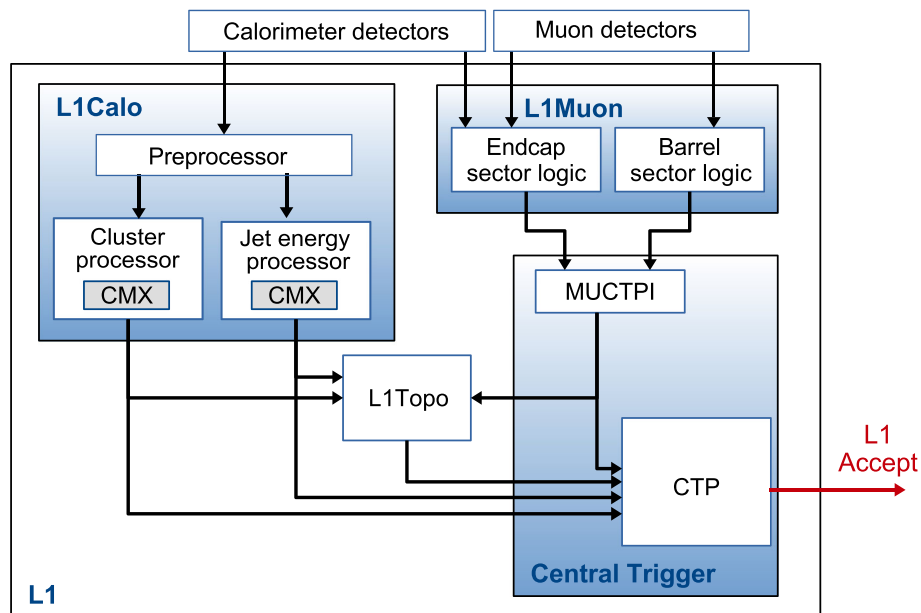 Calorimeter detectors
Muon detectors
L1Calo
L1Muon
Preprocessor
Endcap
sector logic
Barrel
sector logic
Cluster
processor
CMX
Jet energy
processor
CMX
MUCTPI
L1Topo
CTP
L1
Accept
Central Trigger
L1